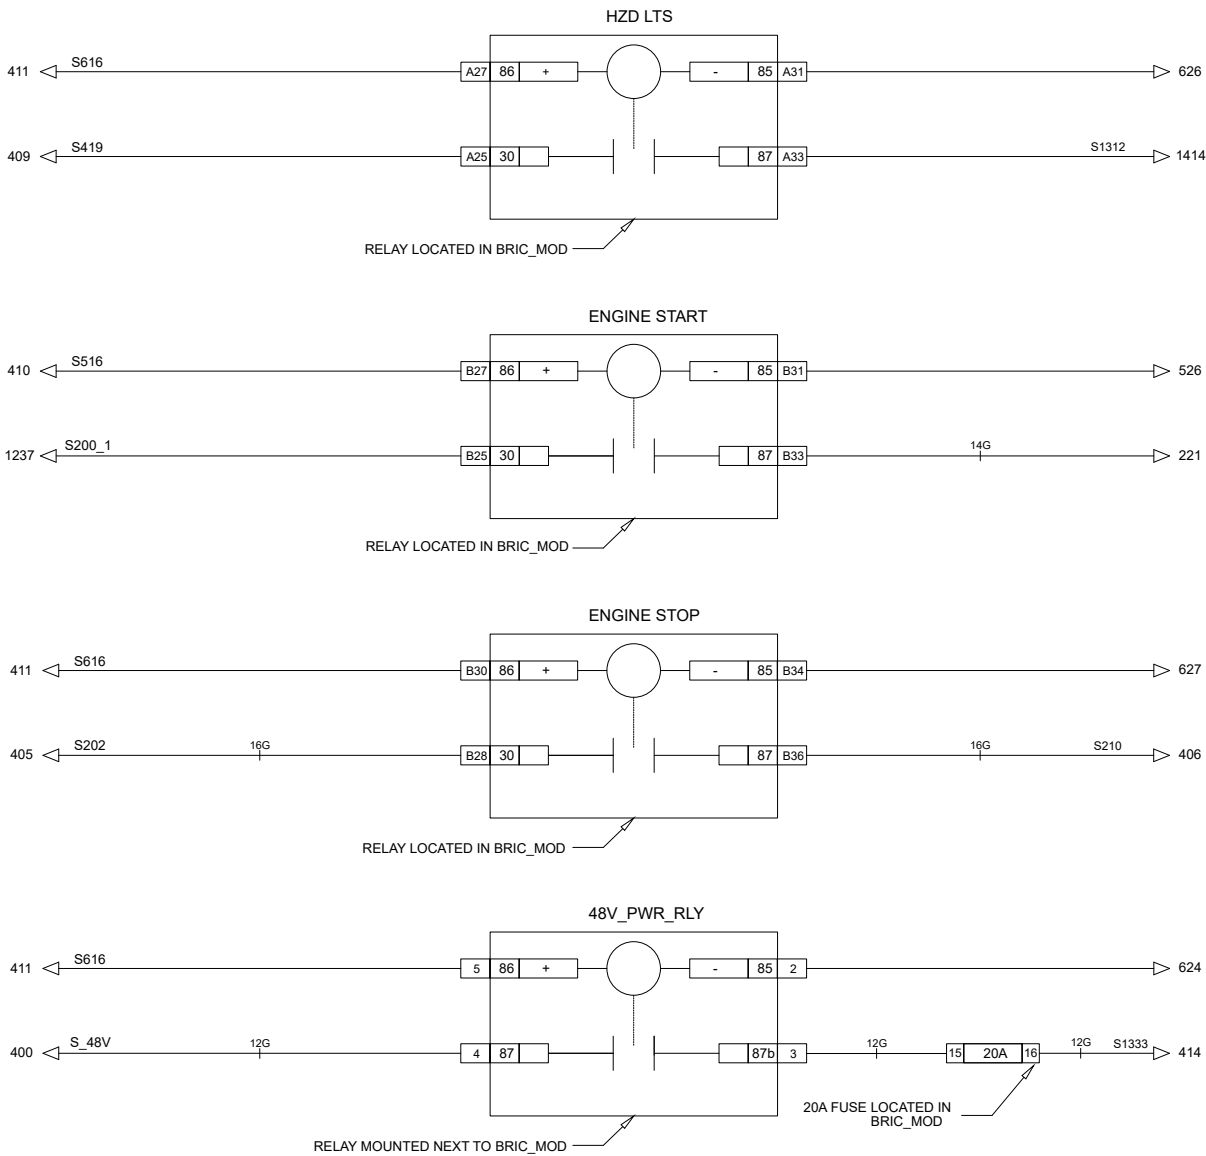 HZD LTS
411 S616 A27 86 + - 85 A31 626
409 S419 A25 30 87 A33 S1312 1414
RELAY LOCATED IN BRIC_MOD
ENGINE START
410 S516 B27 86 + - 85 B31 526
1237 S200_1 B25 30 87 B33 14G 221
RELAY LOCATED IN BRIC_MOD
ENGINE STOP
411 S616 B30 86 + - 85 B34 627
405 S202 16G B28 30 87 B36 16G S210 406
RELAY LOCATED IN BRIC_MOD
48V_PWR_RLY
411 S616 5 86 + - 85 2 624
400 S_48V 12G 4 87 87b 3 12G 15 20A 16 12G S1333 414
20A FUSE LOCATED IN
BRIC_MOD
RELAY MOUNTED NEXT TO BRIC_MOD